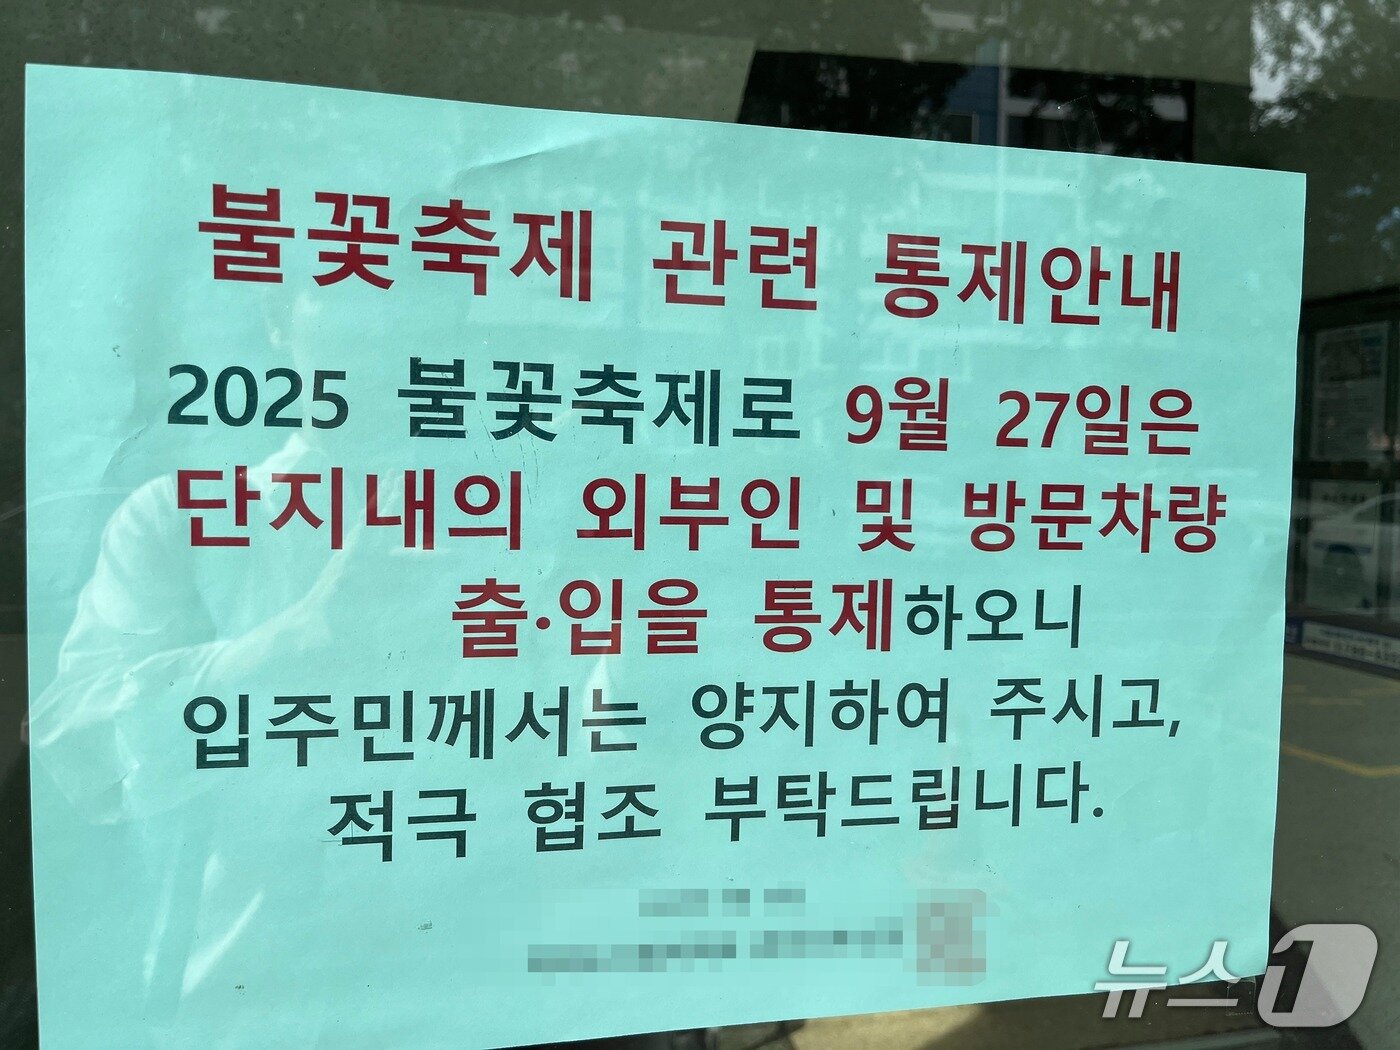 불꽃축제 관련 통제안내
2025 불꽃축제로 9월 27일은
단지내의 외부인 및 방문차량
출·입을 통제하오니
입주민께서는 양지하여 주시고,
적극 협조 부탁드립니다.
뉴스1